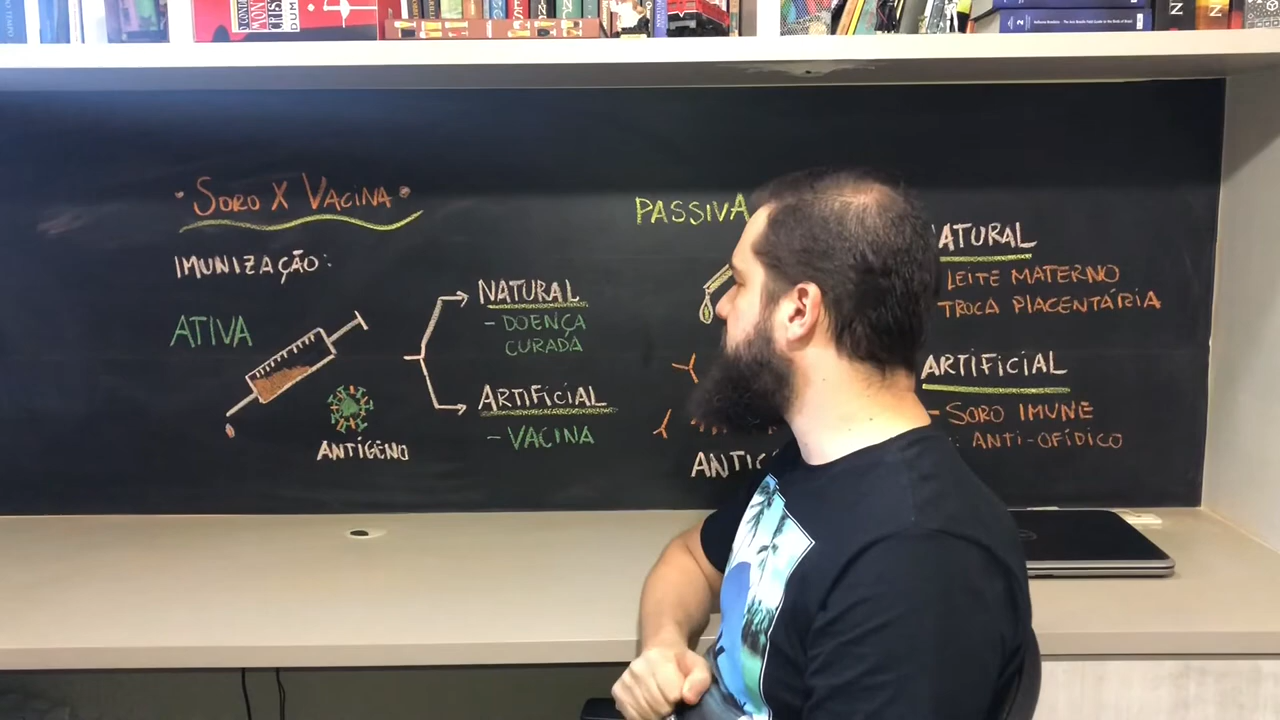 • SORO X VACINA •
IMUNIZAÇÃO:
ATIVA
ANTÍGENO
NATURAL
- DOENÇA
CURADA
ARTIFICIAL
- VACINA
PASSIVA
ATURAL
LEITE MATERNO
TROCA PLACENTÁRIA
ARTIFICIAL
- SORO IMUNE
: ANTI-OFÍDICO